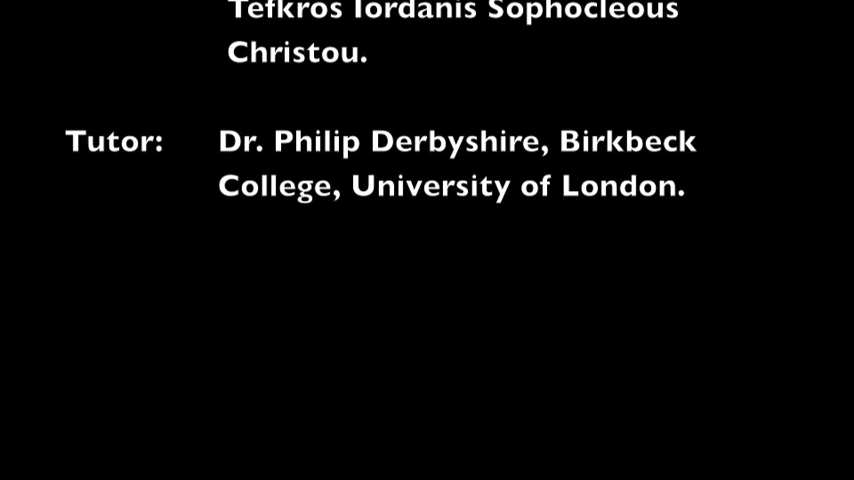 Tefkros Iordanis Sophocleous
Christou.
Tutor: Dr. Philip Derbyshire, Birkbeck
College, University of London.